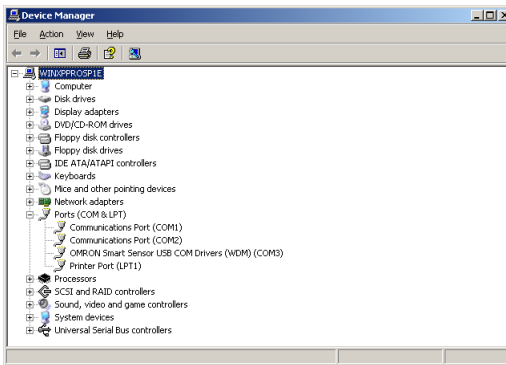 Device Manager
File Action View Help
WINXPPROSP1E
Computer
Disk drives
Display adapters
DVD/CD-ROM drives
Floppy disk controllers
Floppy disk drives
IDE ATA/ATAPI controllers
Keyboards
Mice and other pointing devices
Network adapters
Ports (COM & LPT)
Communications Port (COM1)
Communications Port (COM2)
OMRON Smart Sensor USB COM Drivers (WDM) (COM3)
Printer Port (LPT1)
Processors
SCSI and RAID controllers
Sound, video and game controllers
System devices
Universal Serial Bus controllers